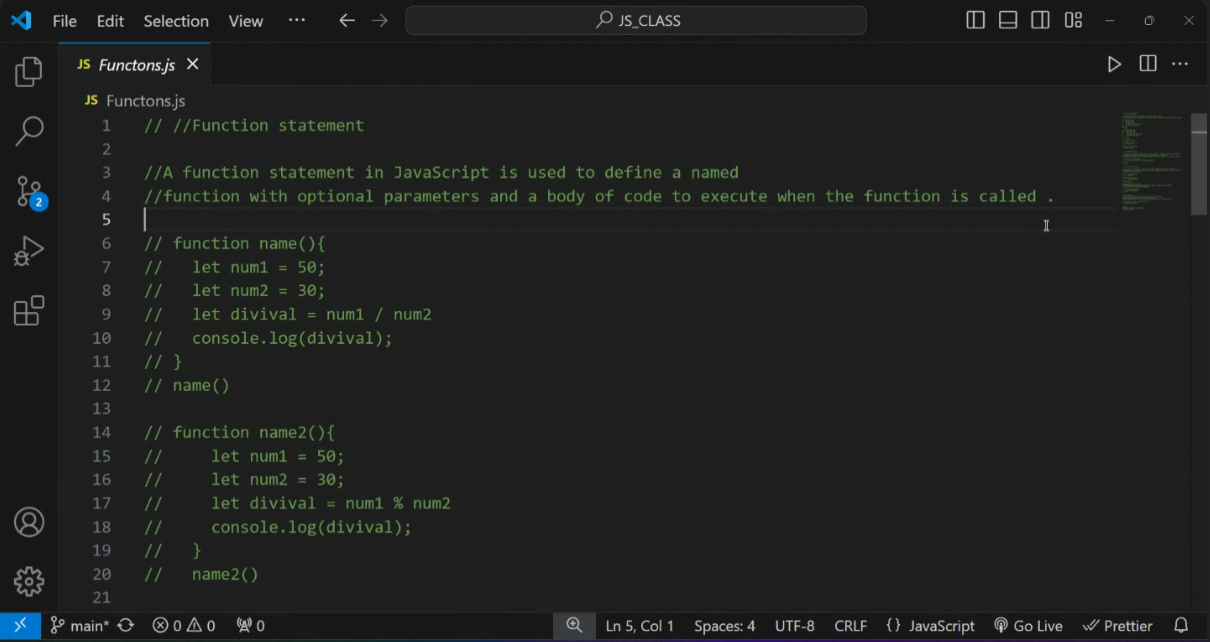 File Edit Selection View ··· JS_CLASS
JS Functons.js
JS Functons.js
1 // //Function statement
2
3 //A function statement in JavaScript is used to define a named
4 //function with optional parameters and a body of code to execute when the function is called .
5
6 // function name(){
7 //   let num1 = 50;
8 //   let num2 = 30;
9 //   let divival = num1 / num2
10 //   console.log(divival);
11 // }
12 // name()
13
14 // function name2(){
15 //     let num1 = 50;
16 //     let num2 = 30;
17 //     let divival = num1 % num2
18 //     console.log(divival);
19 //   }
20 //   name2()
21
2
main* 0 0 0 Ln 5, Col 1 Spaces: 4 UTF-8 CRLF {} JavaScript Go Live Prettier